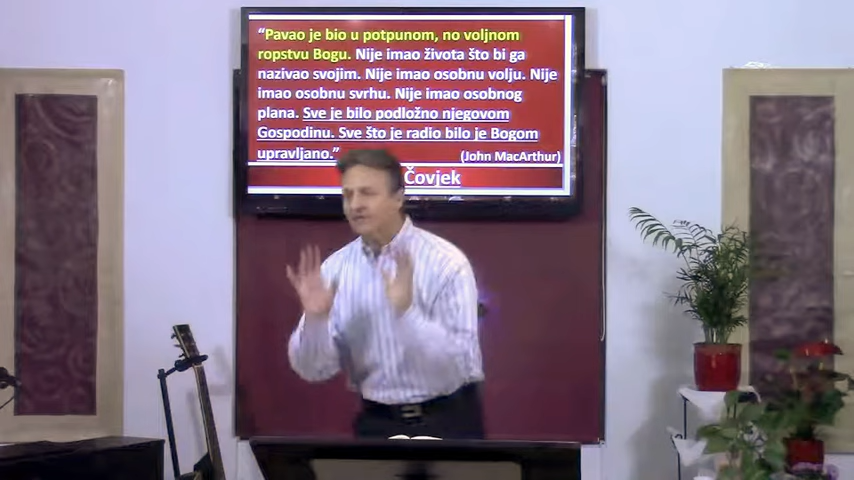 “Pavao je bio u potpunom, no voljnom
ropstvu Bogu. Nije imao života što bi ga
nazivao svojim. Nije imao osobnu volju. Nije
imao osobnu svrhu. Nije imao osobnog
plana. Sve je bilo podložno njegovom
Gospodinu. Sve što je radio bilo je Bogom
upravljano.” (John MacArthur)
Čovjek